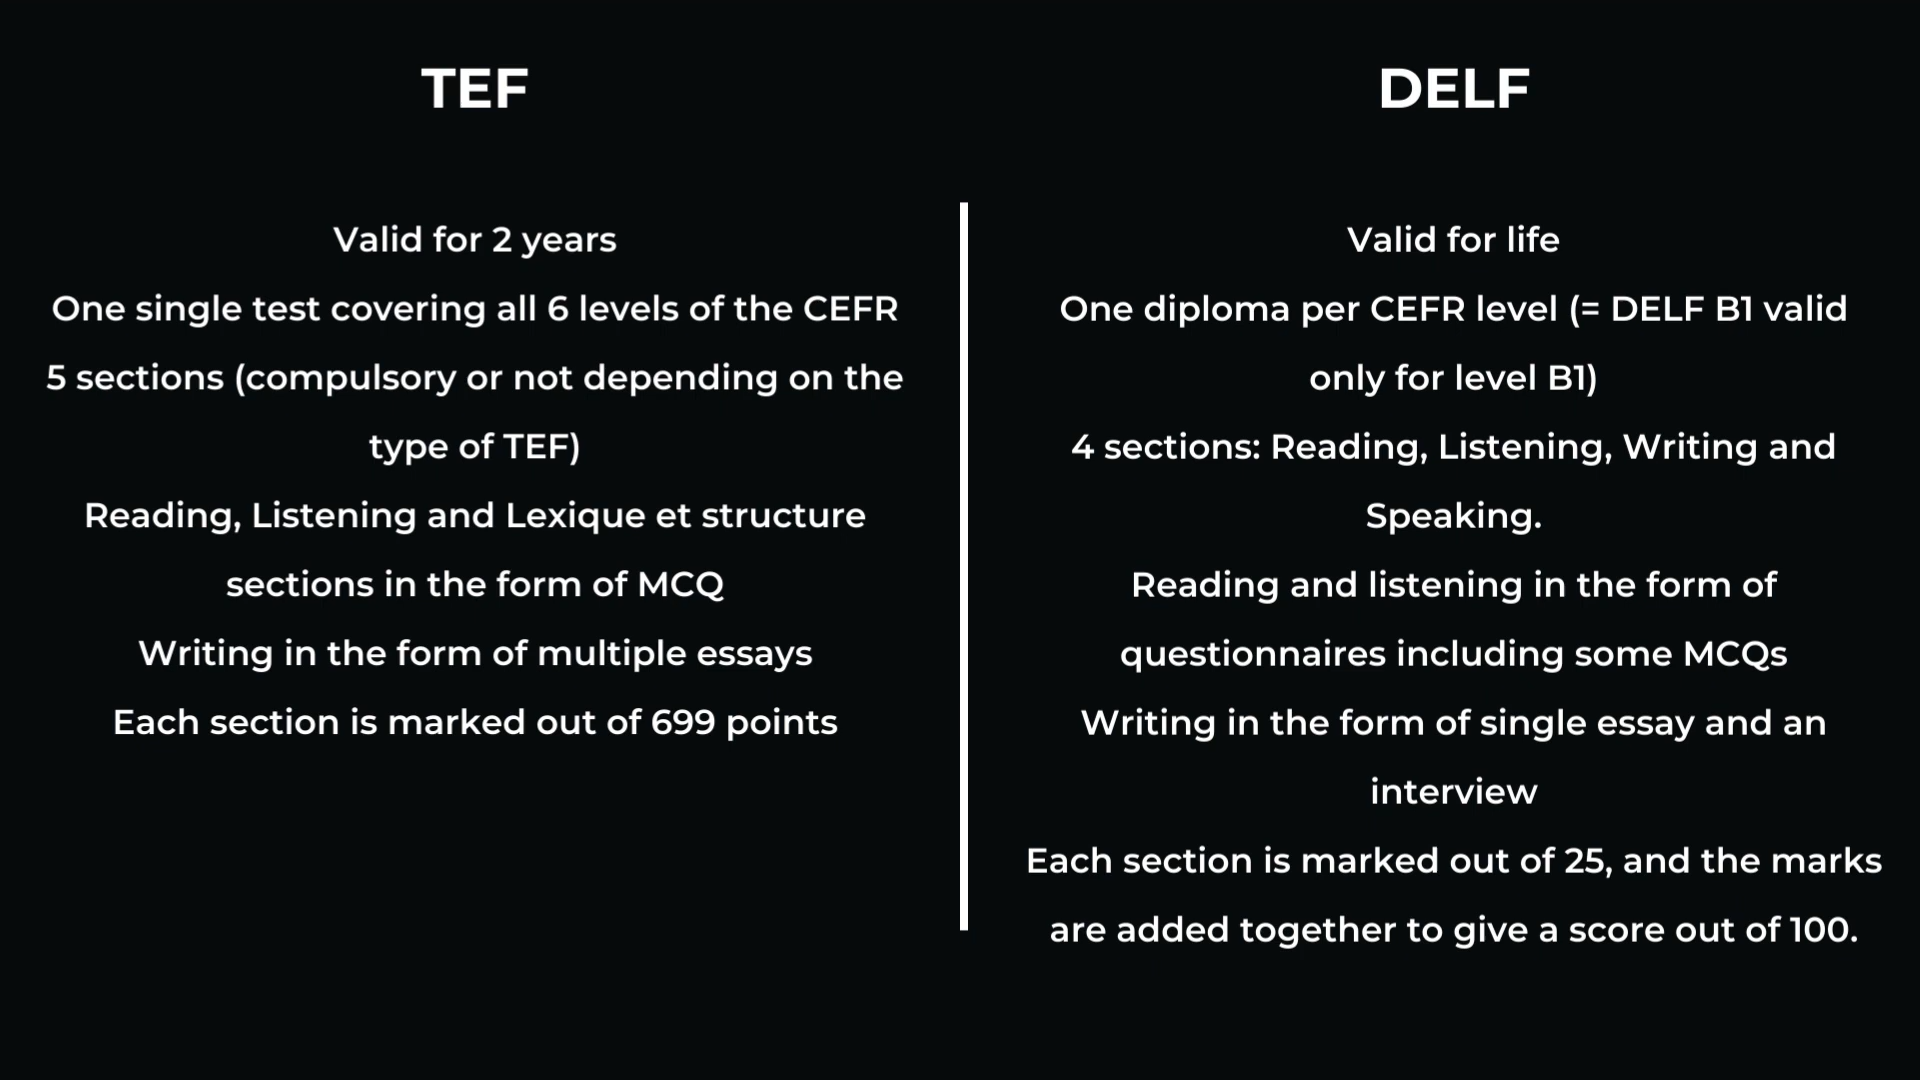 TEF
Valid for 2 years
One single test covering all 6 levels of the CEFR
5 sections (compulsory or not depending on the
type of TEF)
Reading, Listening and Lexique et structure
sections in the form of MCQ
Writing in the form of multiple essays
Each section is marked out of 699 points
DELF
Valid for life
One diploma per CEFR level (= DELF B1 valid
only for level B1)
4 sections: Reading, Listening, Writing and
Speaking.
Reading and listening in the form of
questionnaires including some MCQs
Writing in the form of single essay and an
interview
Each section is marked out of 25, and the marks
are added together to give a score out of 100.